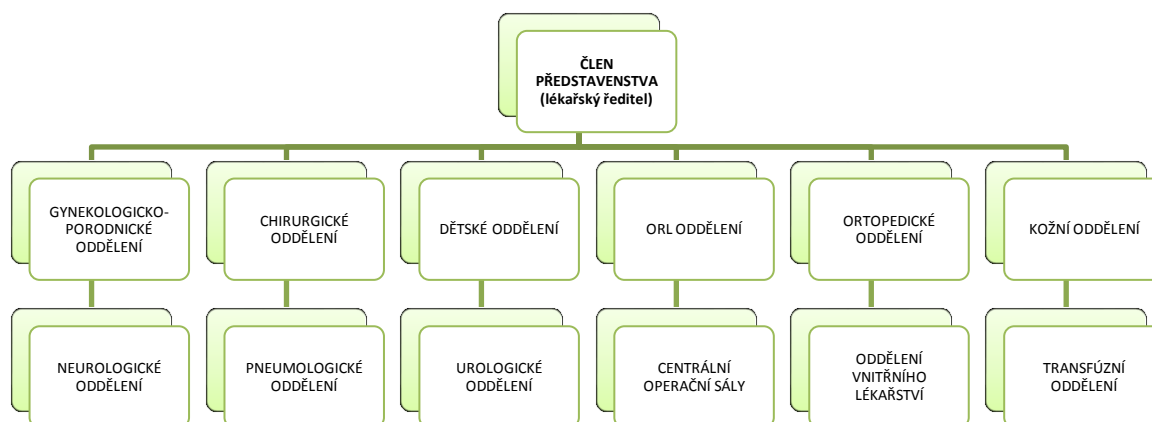 ČLEN
PŘEDSTAVENSTVA
(lékařský ředitel)
GYNEKOLOGICKO-
PORODNICKÉ
ODDĚLENÍ
CHIRURGICKÉ
ODDĚLENÍ
DĚTSKÉ ODDĚLENÍ
ORL ODDĚLENÍ
ORTOPEDICKÉ
ODDĚLENÍ
KOŽNÍ ODDĚLENÍ
NEUROLOGICKÉ
ODDĚLENÍ
PNEUMOLOGICKÉ
ODDĚLENÍ
UROLOGICKÉ
ODDĚLENÍ
CENTRÁLNÍ
OPERAČNÍ SÁLY
ODDĚLENÍ
VNITŘNÍHO
LÉKAŘSTVÍ
TRANSFÚZNÍ
ODDĚLENÍ